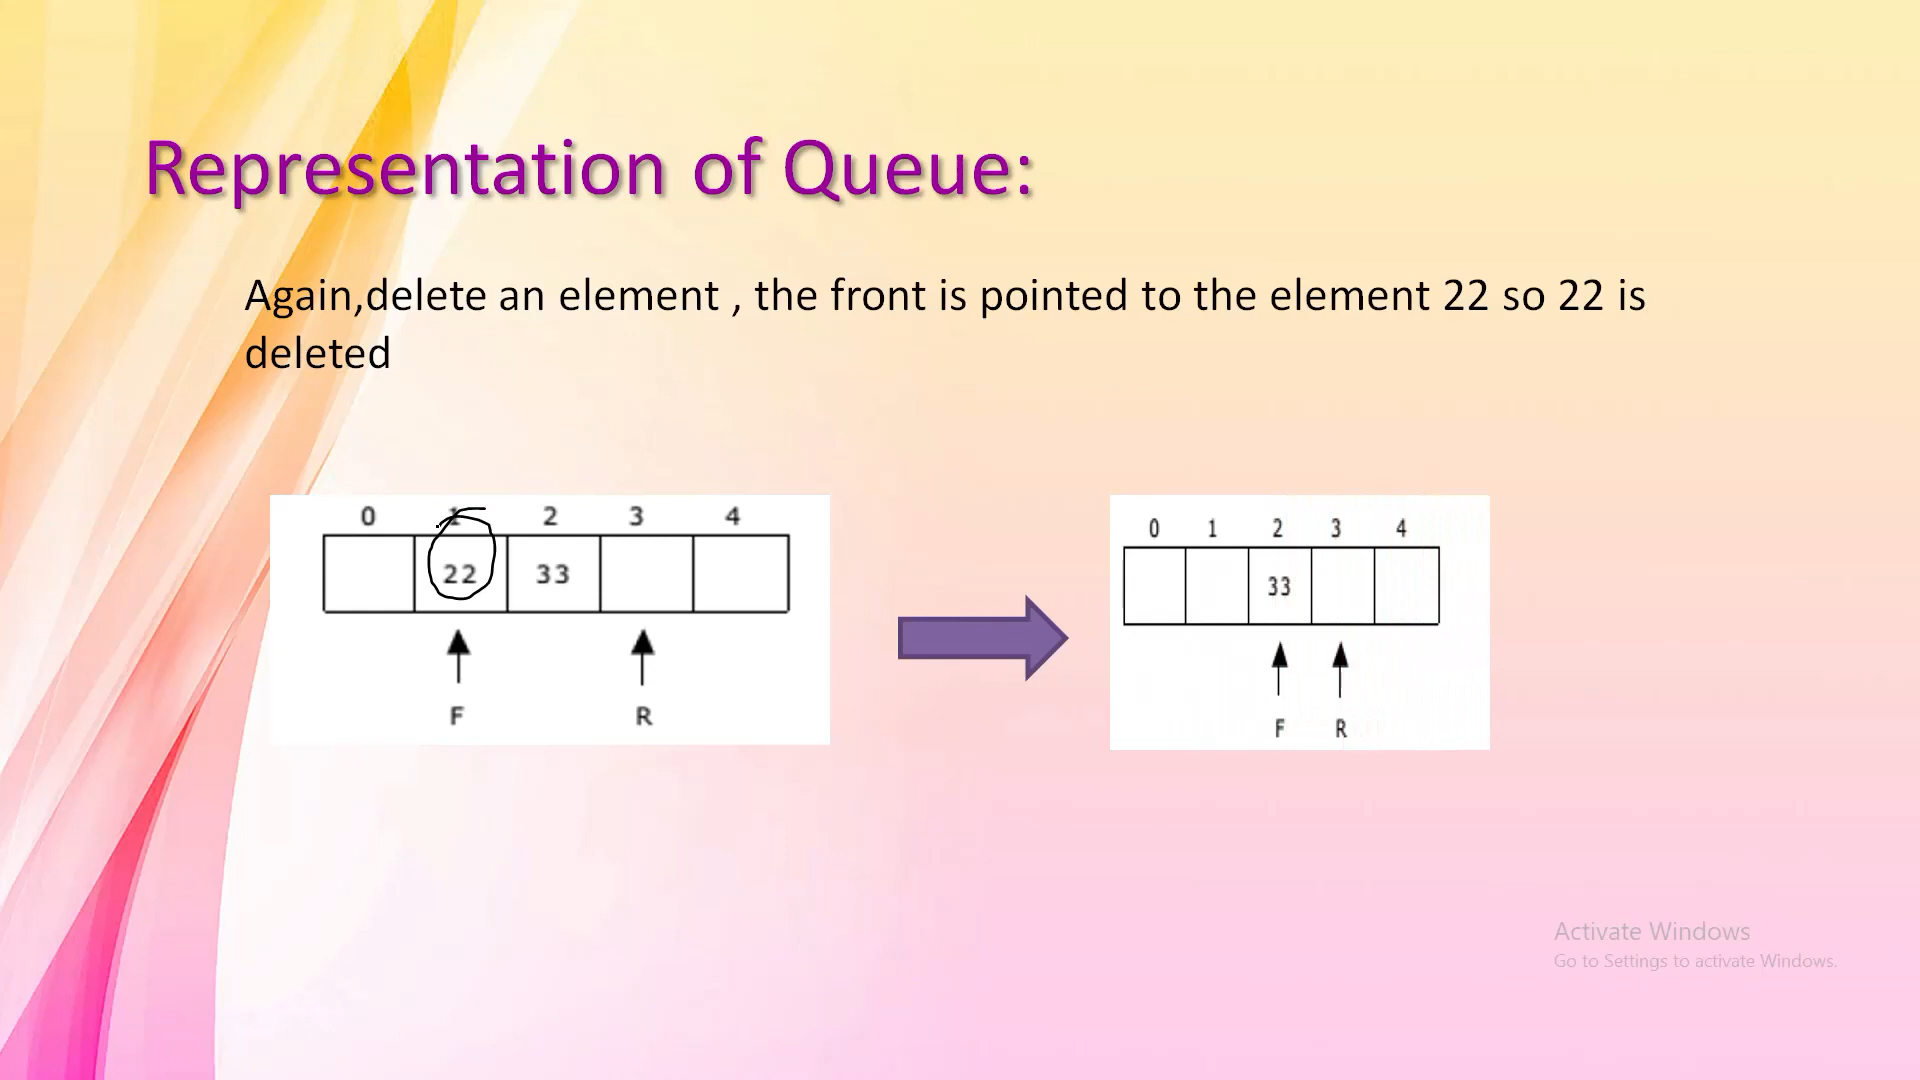 Representation of Queue:
Again,delete an element , the front is pointed to the element 22 so 22 is
deleted
0 1 2 3 4
22 33
F R
0 1 2 3 4
33
F R
Activate Windows
Go to Settings to activate Windows.